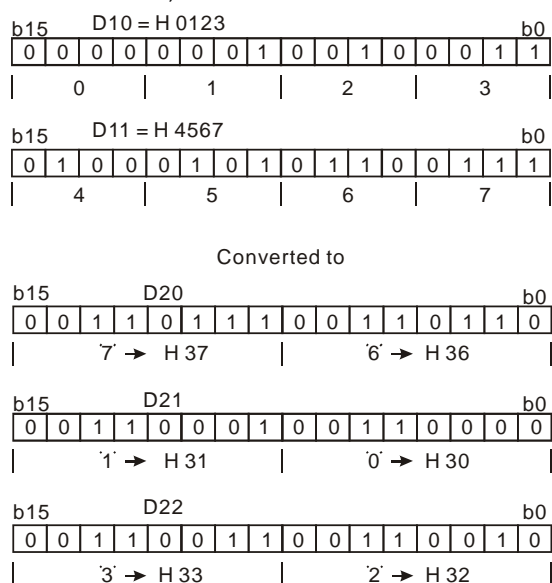 D10 = H 0123
b15 b0
0 0 0 0 0 0 0 1 0 0 1 0 0 0 1 1
0 1 2 3
D11 = H 4567
b15 b0
0 1 0 0 0 1 0 1 0 1 1 0 0 1 1 1
4 5 6 7
Converted to
b15 D20 b0
0 0 1 1 0 1 1 1 0 0 1 1 0 1 1 0
'7' → H 37 '6' → H 36
b15 D21 b0
0 0 1 1 0 0 0 1 0 0 1 1 0 0 0 0
'1' → H 31 '0' → H 30
b15 D22 b0
0 0 1 1 0 0 1 1 0 0 1 1 0 0 1 0
'3' → H 33 '2' → H 32